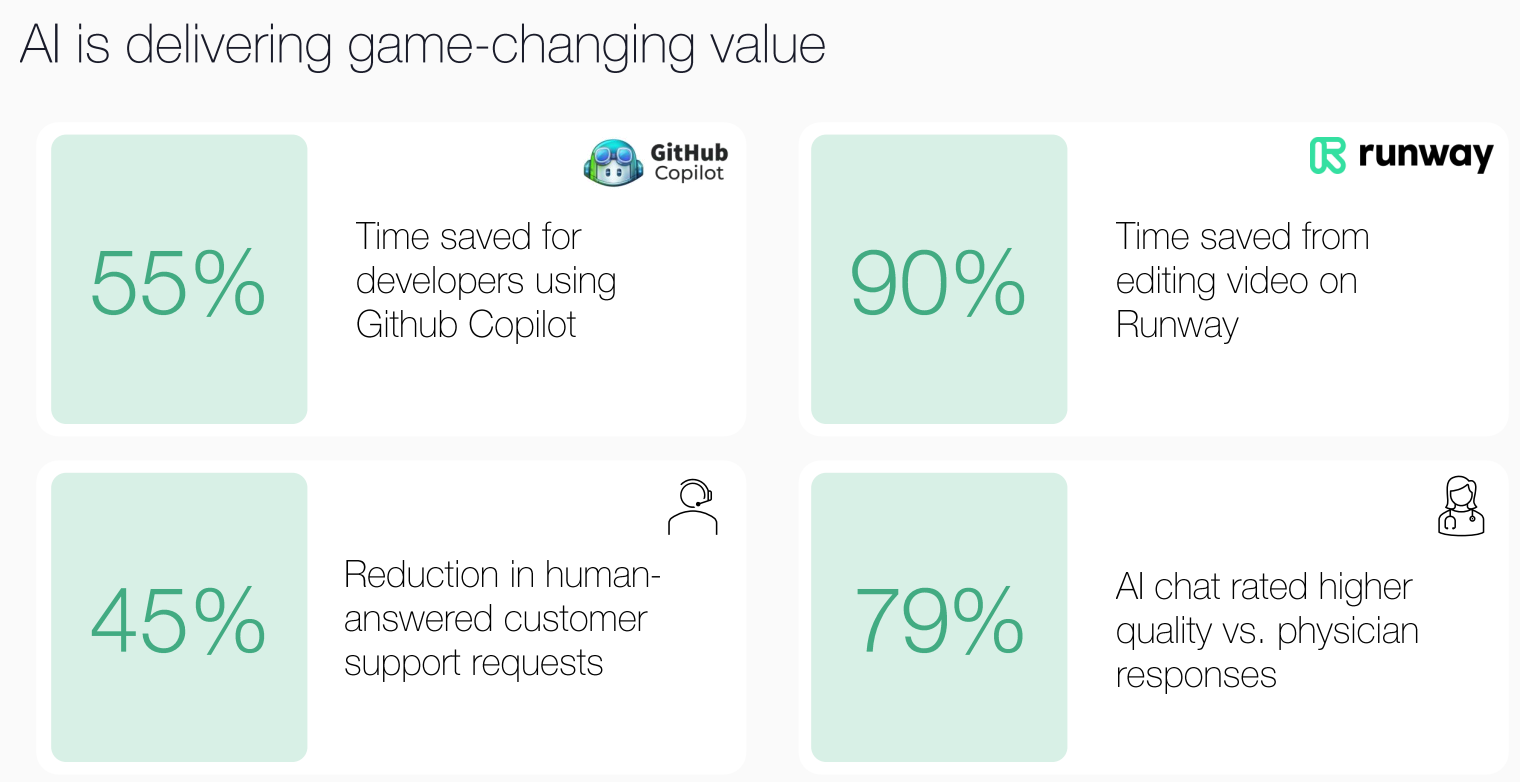 AI is delivering game-changing value
55%
GitHub
Copilot
Time saved for
developers using
Github Copilot
90%
runway
Time saved from
editing video on
Runway
45%
Reduction in human-
answered customer
support requests
79%
AI chat rated higher
quality vs. physician
responses